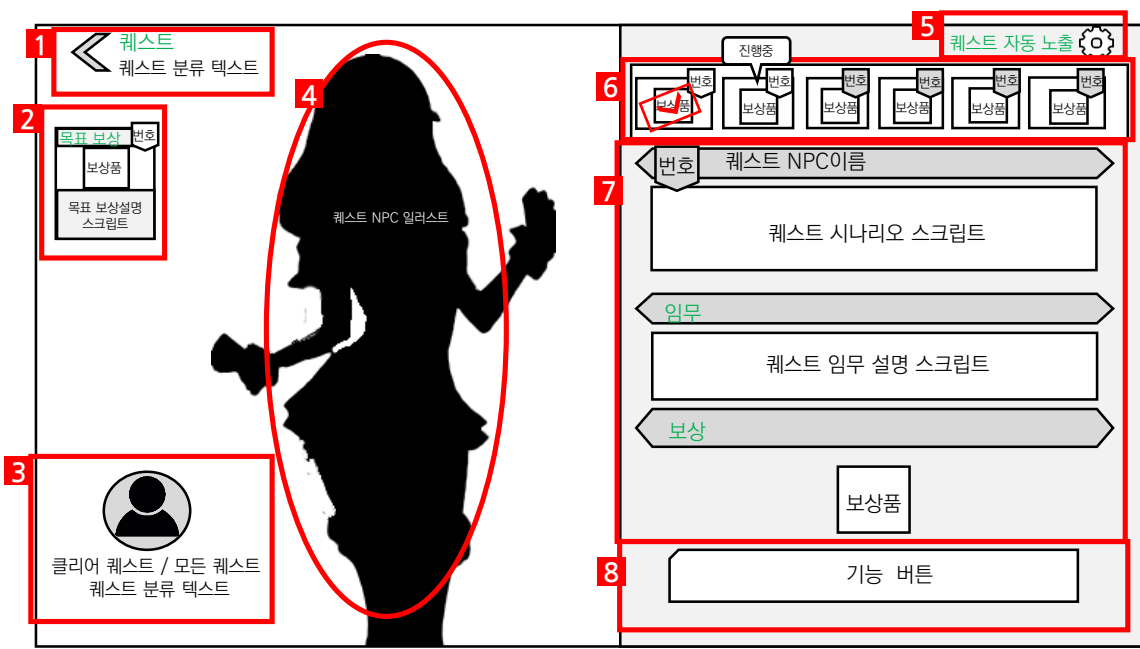 1
퀘스트
퀘스트 분류 텍스트
2
목표 보상
번호
보상품
목표 보상설명
스크립트
3
클리어 퀘스트 / 모든 퀘스트
퀘스트 분류 텍스트
4
퀘스트 NPC 일러스트
5
퀘스트 자동 노출
진행중
6
번호
보상품
번호
보상품
번호
보상품
번호
보상품
번호
보상품
번호
보상품
7
번호
퀘스트 NPC이름
퀘스트 시나리오 스크립트
임무
퀘스트 임무 설명 스크립트
보상
보상품
8
기능 버튼